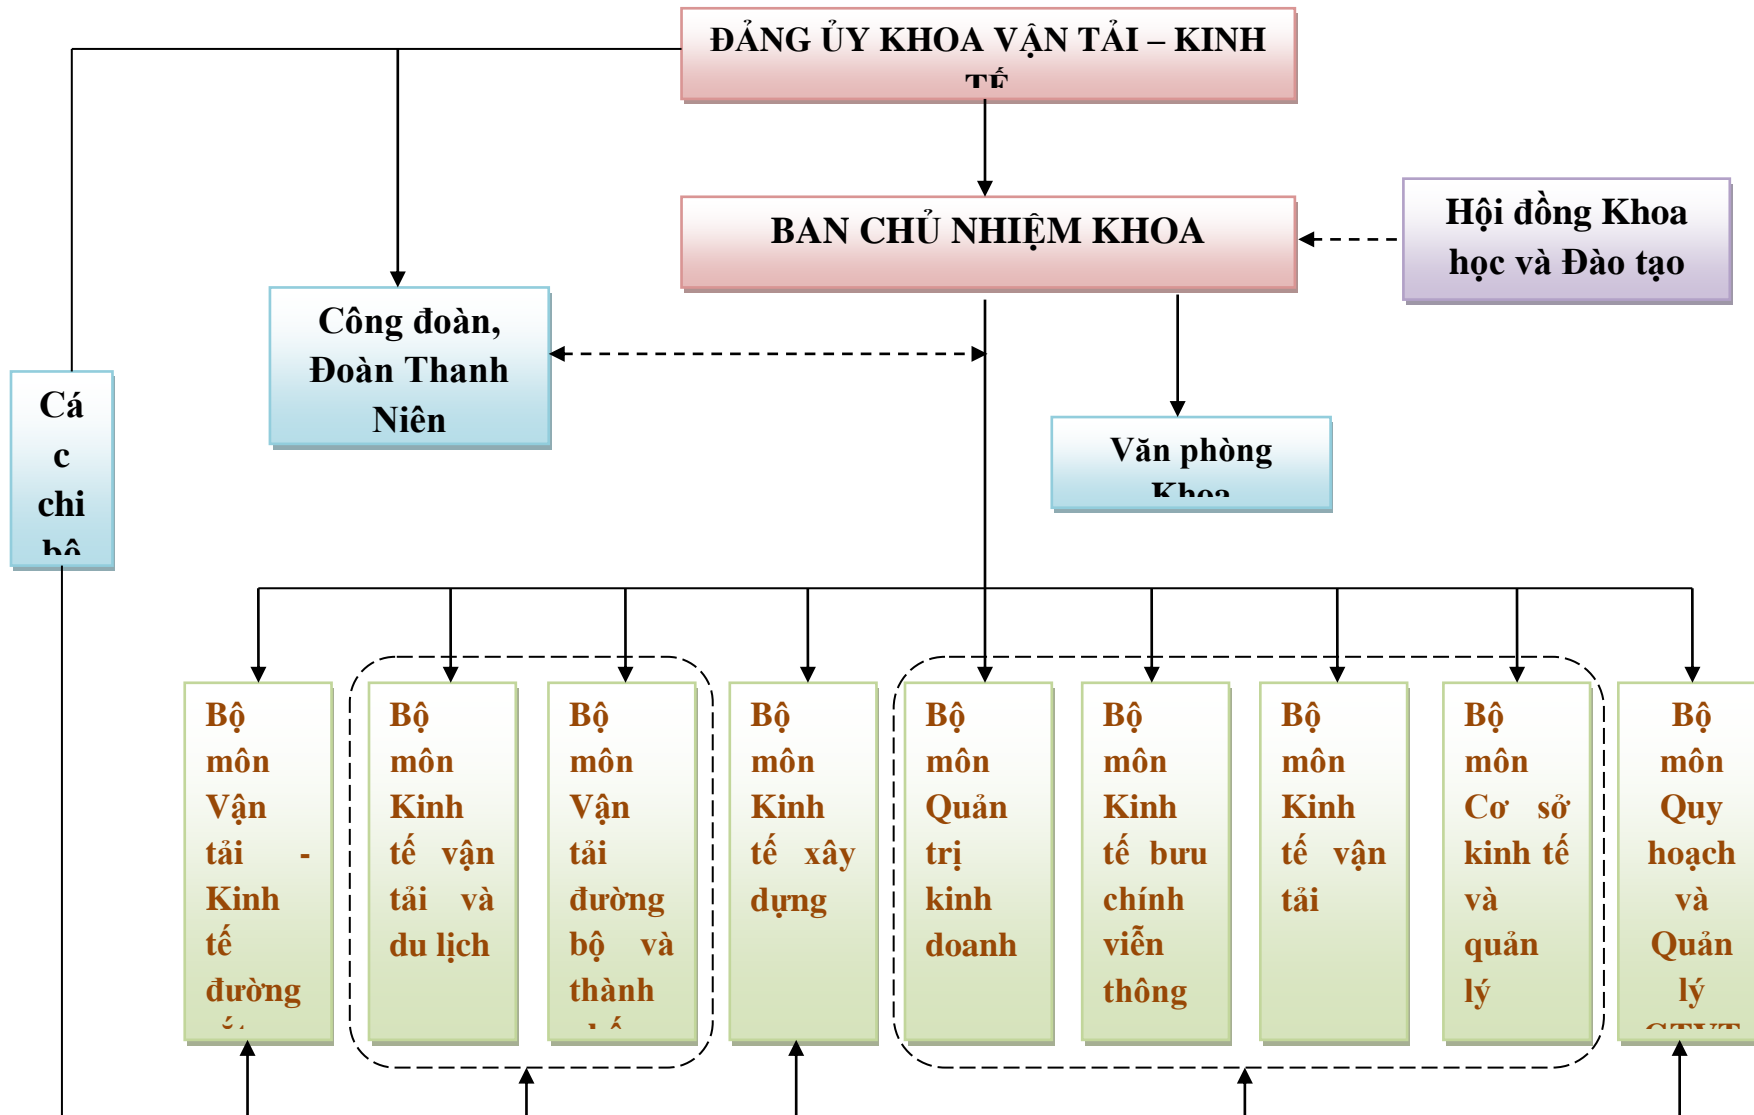 ĐẢNG ỦY KHOA VẬN TẢI – KINH
TẾ
BAN CHỦ NHIỆM KHOA
Hội đồng Khoa
học và Đào tạo
Công đoàn,
Đoàn Thanh
Niên
Cá
c
chi
bộ
Văn phòng
Khoa
Bộ
môn
Vận
tải -
Kinh
tế
đường
Bộ
môn
Kinh
tế vận
tải và
du lịch
Bộ
môn
Vận
tải
đường
bộ và
thành
Bộ
môn
Kinh
tế xây
dựng
Bộ
môn
Quản
trị
kinh
doanh
Bộ
môn
Kinh
tế bưu
chính
viễn
thông
Bộ
môn
Kinh
tế vận
tải
Bộ
môn
Cơ sở
kinh tế
và
quản
lý
Bộ
môn
Quy
hoạch
và
Quản
lý
GTVT